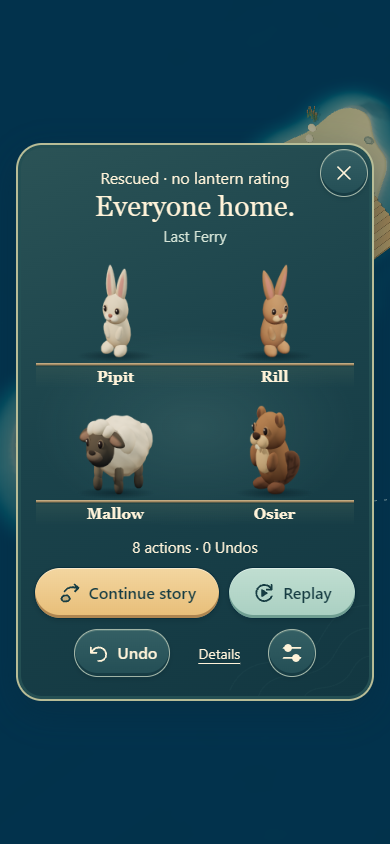 Rescued · no lantern rating
Everyone home.
Last Ferry
Pipit
Rill
Mallow
Osier
8 actions · 0 Undos
Continue story
Replay
Undo
Details